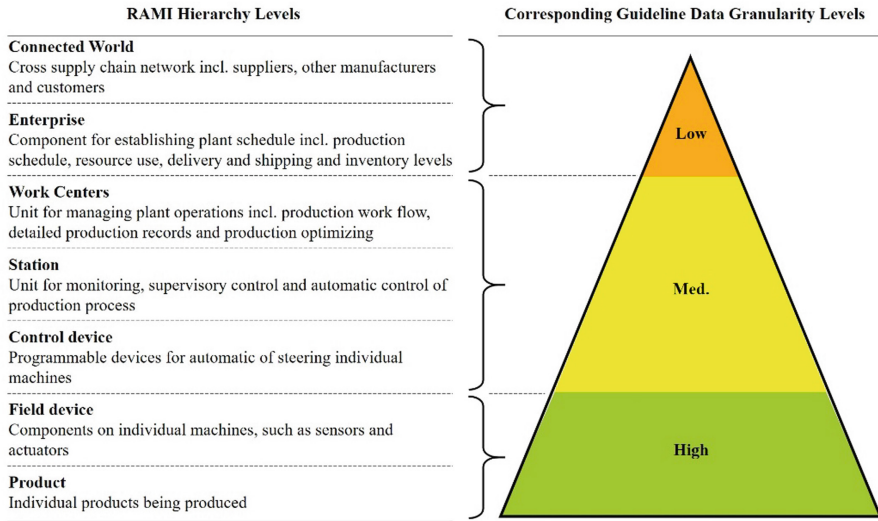 RAMI Hierarchy Levels
Corresponding Guideline Data Granularity Levels
Connected World
Cross supply chain network incl. suppliers, other manufacturers
and customers
Enterprise
Component for establishing plant schedule incl. production
schedule, resource use, delivery and shipping and inventory levels
Work Centers
Unit for managing plant operations incl. production work flow,
detailed production records and production optimizing
Station
Unit for monitoring, supervisory control and automatic control of
production process
Control device
Programmable devices for automatic of steering individual
machines
Field device
Components on individual machines, such as sensors and
actuators
Product
Individual products being produced
Low
Med.
High